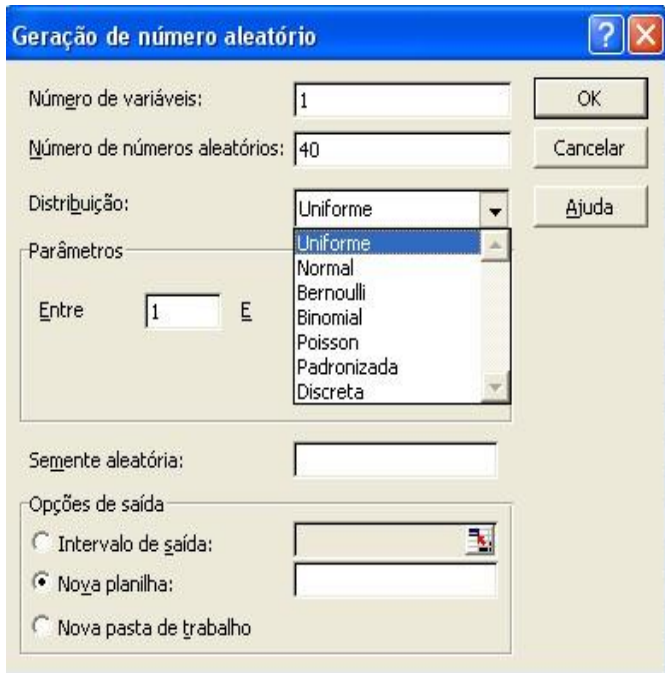 Geração de número aleatório
Número de variáveis: 1 OK
Número de números aleatórios: 40 Cancelar
Distribuição: Uniforme Ajuda
Uniforme
Parâmetros
Normal
Bernoulli
Entre 1 E
Binomial
Poisson
Padronizada
Discreta
Semente aleatória:
Opções de saída
Intervalo de saída:
Nova planilha:
Nova pasta de trabalho